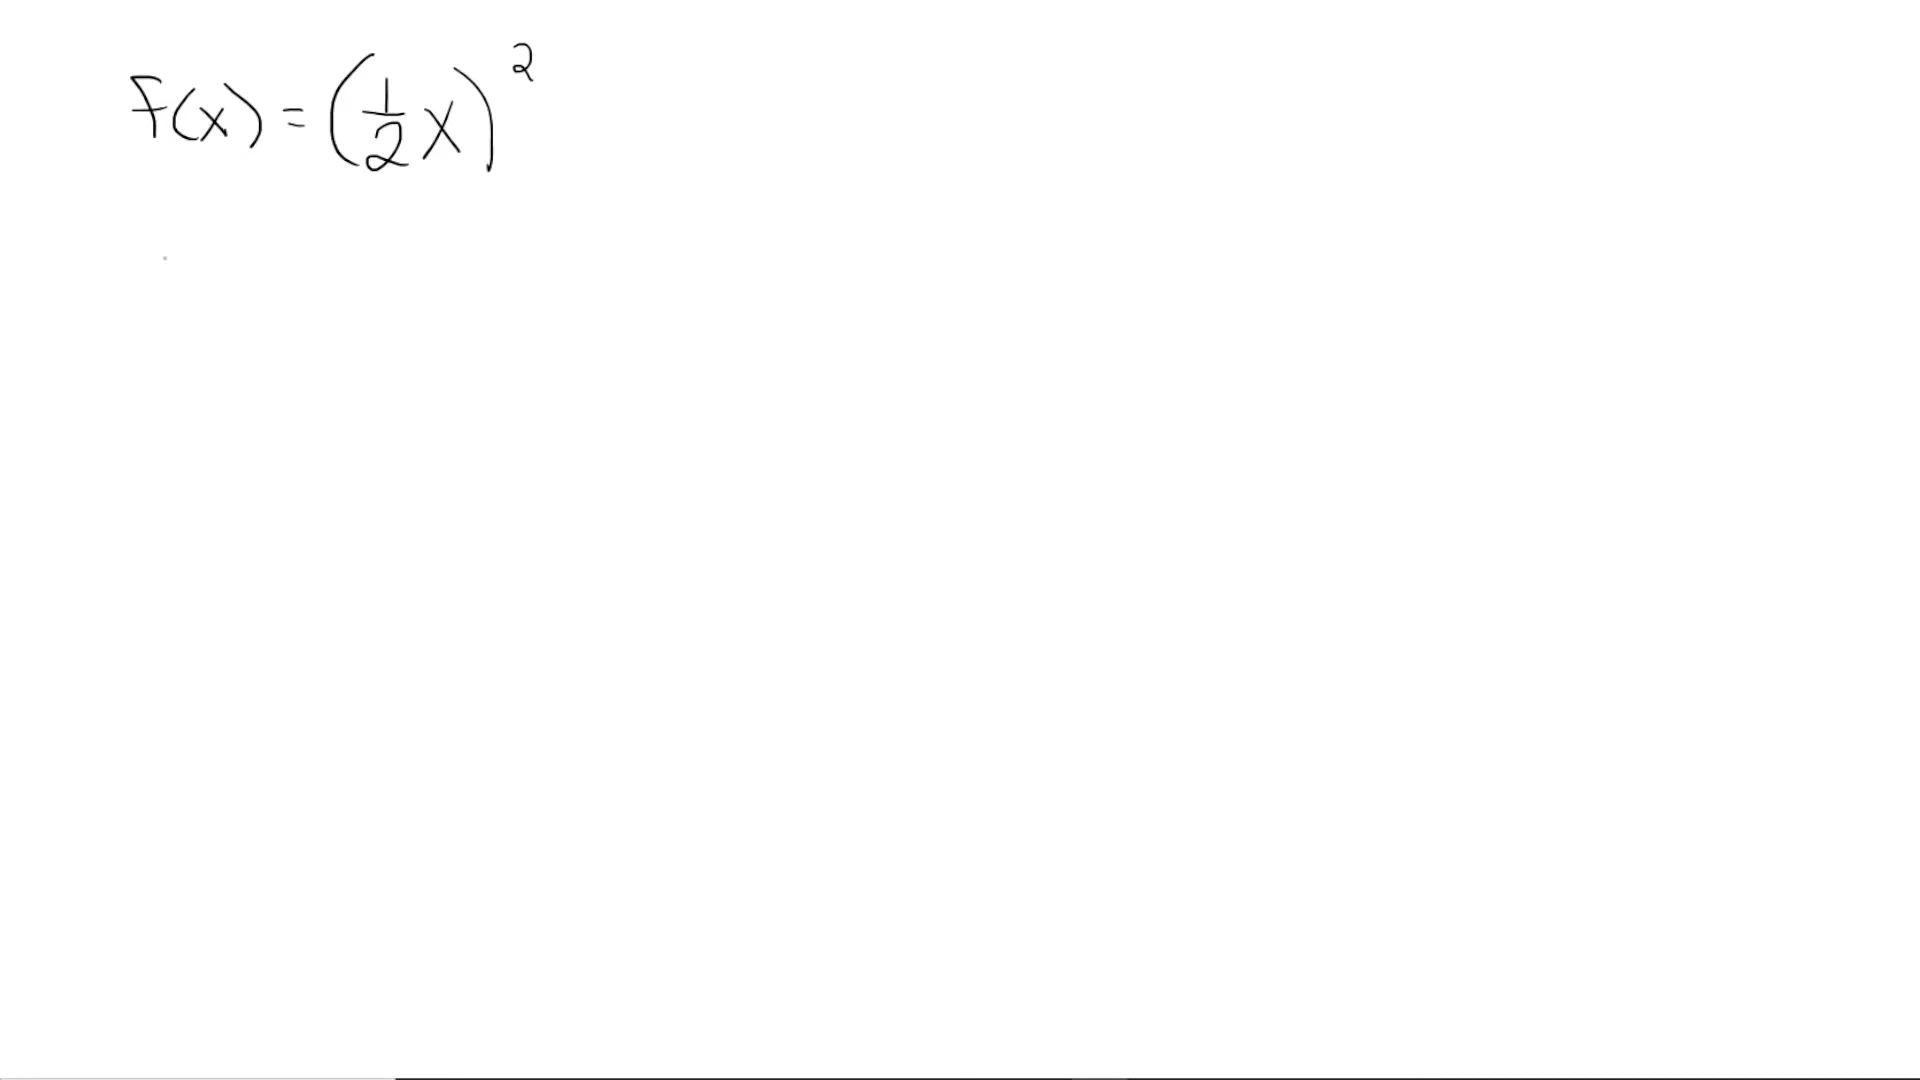 f(x) = (1/2 x)^2